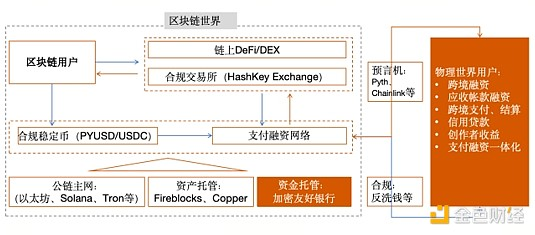 区块链世界
区块链用户
链上DeFi/DEX
合规交易所（HashKey Exchange）
合规稳定币（PYUSD/USDC）
支付融资网络
公链主网：
(以太坊、Solana、Tron等)
资产托管：
Fireblocks、Copper
资金托管：
加密友好银行
预言机：
Pyth、
Chainlink等
合规：
反洗钱等
物理世界用户：
• 跨境融资
• 应收帐款融资
• 跨境支付、结算
• 信用贷款
• 创作者收益
• 支付融资一体化
金色财经